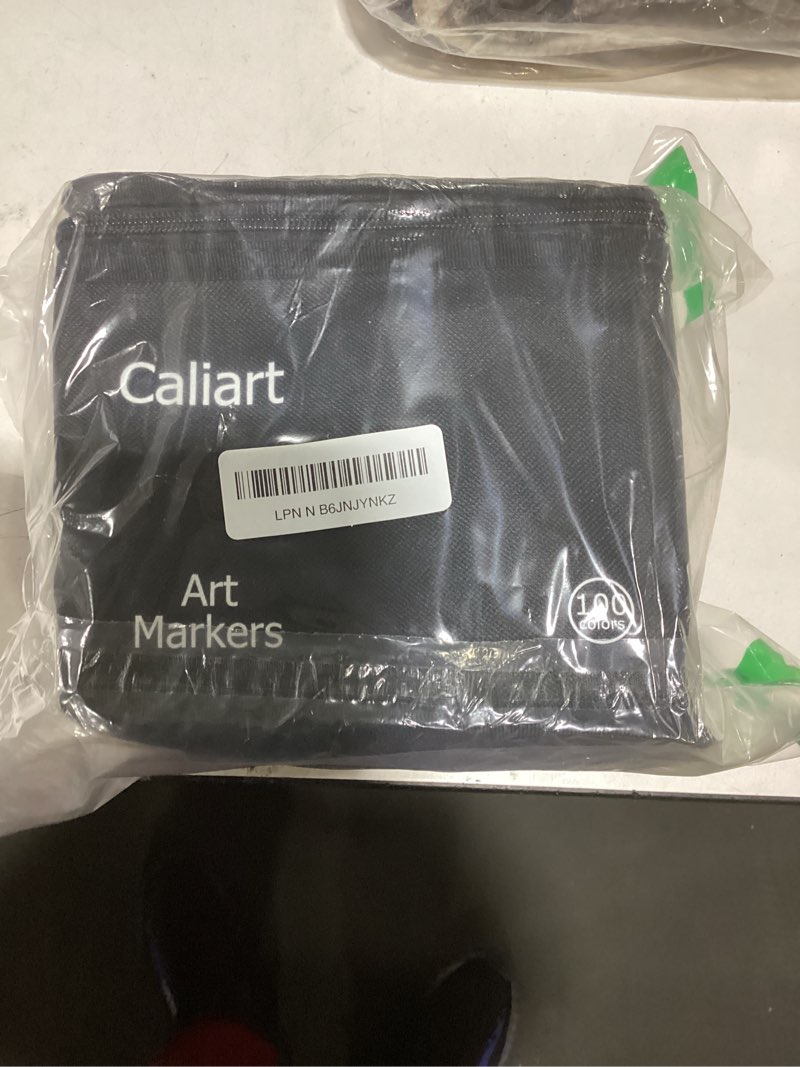 Caliart
LPN N B6JNJYNKZ
Art
Markers
100
colors